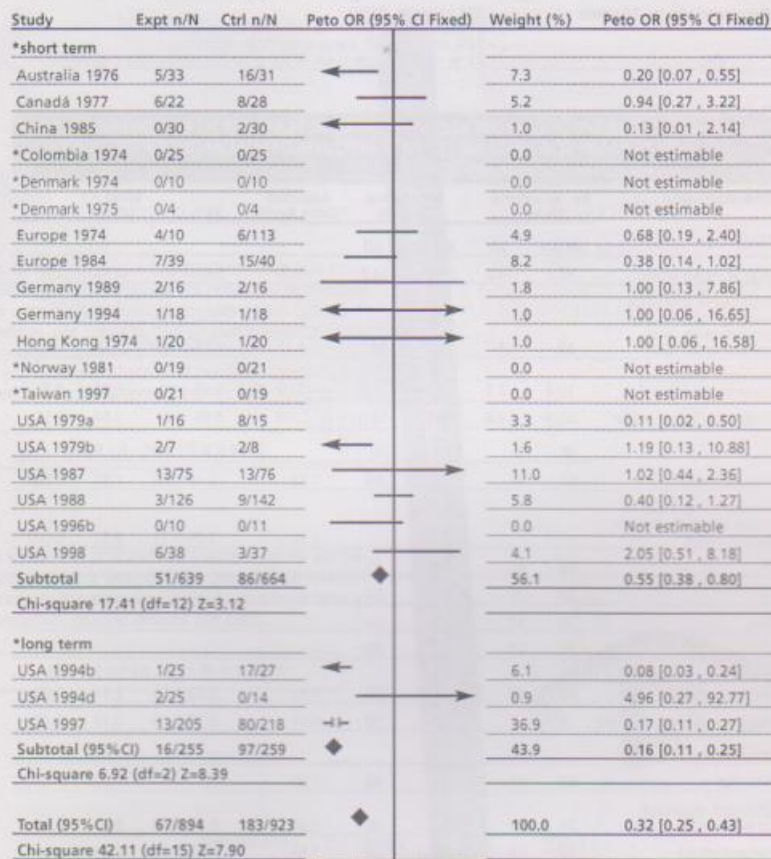 Study Expt n/N Ctrl n/N Peto OR (95% CI Fixed) Weight (%) Peto OR (95% CI Fixed)
*short term
Australia 1976 5/33 16/31 7.3 0.20 [0.07 , 0.55]
Canadá 1977 6/22 8/28 5.2 0.94 [0.27 , 3.22]
China 1985 0/30 2/30 1.0 0.13 [0.01 , 2.14]
*Colombia 1974 0/25 0/25 0.0 Not estimable
*Denmark 1974 0/10 0/10 0.0 Not estimable
*Denmark 1975 0/4 0/4 0.0 Not estimable
Europe 1974 4/10 6/113 4.9 0.68 [0.19 , 2.40]
Europe 1984 7/39 15/40 8.2 0.38 [0.14 , 1.02]
Germany 1989 2/16 2/16 1.8 1.00 [0.13 , 7.86]
Germany 1994 1/18 1/18 1.0 1.00 [0.06 , 16.65]
Hong Kong 1974 1/20 1/20 1.0 1.00 [ 0.06 , 16.58]
*Norway 1981 0/19 0/21 0.0 Not estimable
*Taiwan 1997 0/21 0/19 0.0 Not estimable
USA 1979a 1/16 8/15 3.3 0.11 [0.02 , 0.50]
USA 1979b 2/7 2/8 1.6 1.19 [0.13 , 10.88]
USA 1987 13/75 13/76 11.0 1.02 [0.44 , 2.36]
USA 1988 3/126 9/142 5.8 0.40 [0.12 , 1.27]
USA 1996b 0/10 0/11 0.0 Not estimable
USA 1998 6/38 3/37 4.1 2.05 [0.51 , 8.18]
Subtotal 51/639 86/664 56.1 0.55 [0.38 , 0.80]
Chi-square 17.41 (df=12) Z=3.12
*long term
USA 1994b 1/25 17/27 6.1 0.08 [0.03 , 0.24]
USA 1994d 2/25 0/14 0.9 4.96 [0.27 , 92.77]
USA 1997 13/205 80/218 36.9 0.17 [0.11 , 0.27]
Subtotal (95%CI) 16/255 97/259 43.9 0.16 [0.11 , 0.25]
Chi-square 6.92 (df=2) Z=8.39
Total (95%CI) 67/894 183/923 100.0 0.32 [0.25 , 0.43]
Chi-square 42.11 (df=15) Z=7.90